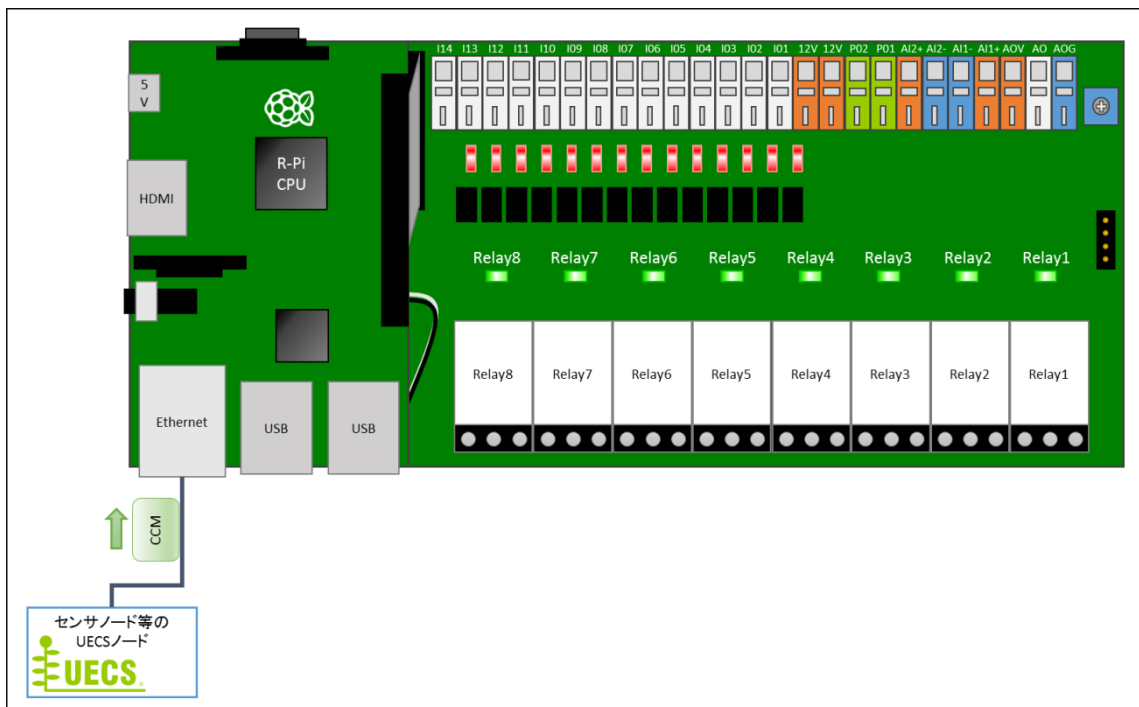 I14 I13 I12 I11 I10 I09 I08 I07 I06 I05 I04 I03 I02 I01 12V 12V P02 P01 AI2+ AI2- AI1- AI1+ AOV AO AOG
5
V
R-Pi
CPU
HDMI
Relay8 Relay7 Relay6 Relay5 Relay4 Relay3 Relay2 Relay1
Relay8 Relay7 Relay6 Relay5 Relay4 Relay3 Relay2 Relay1
Ethernet
USB
USB
CCM
センサノード等の
UECSノード
UECS®